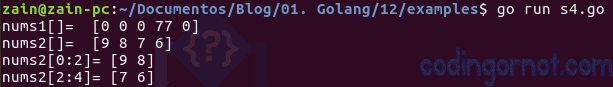 zain@zain-pc:~/Documentos/Blog/01. Golang/12/examples$ go run s4.go
nums1[]=  [0 0 0 77 0]
nums2[]=  [9 8 7 6]
nums2[0:2]= [9 8]
nums2[2:4]= [7 6]
codingornot.com